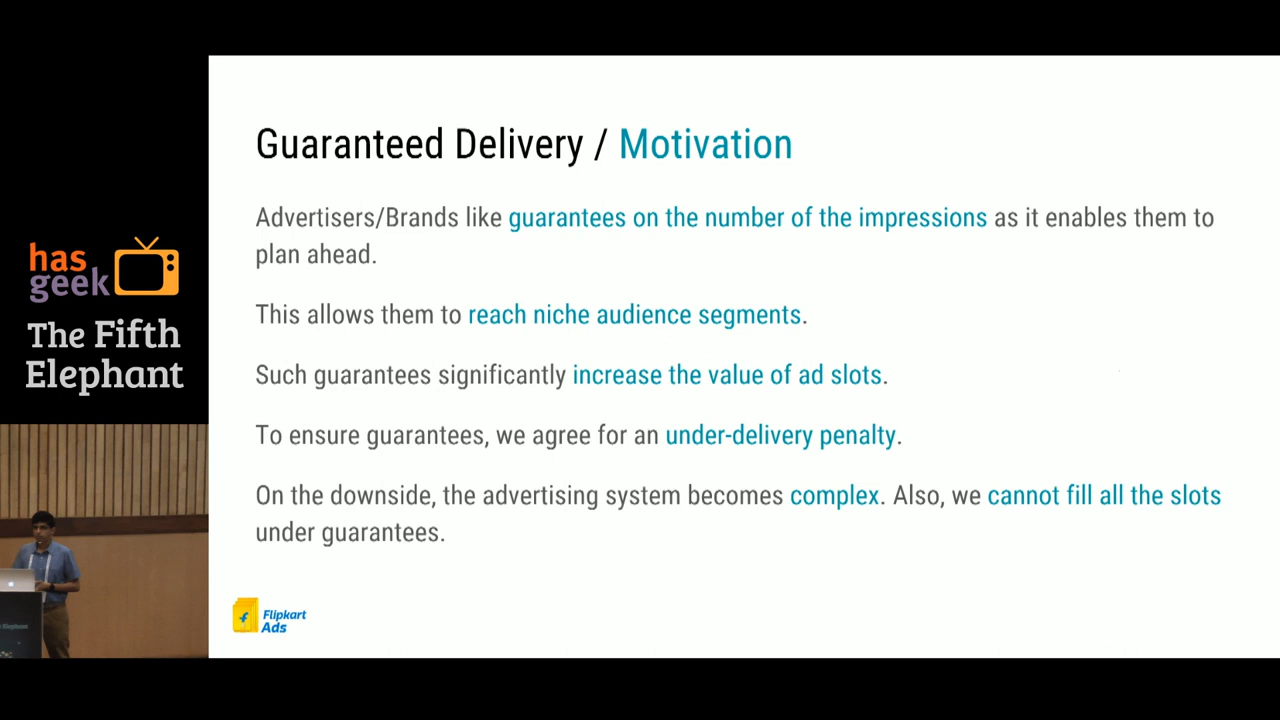 Guaranteed Delivery / Motivation
Advertisers/Brands like guarantees on the number of the impressions as it enables them to
plan ahead.
This allows them to reach niche audience segments.
Such guarantees significantly increase the value of ad slots.
To ensure guarantees, we agree for an under-delivery penalty.
On the downside, the advertising system becomes complex. Also, we cannot fill all the slots
under guarantees.
has
geek
The Fifth
Elephant
Flipkart
Ads